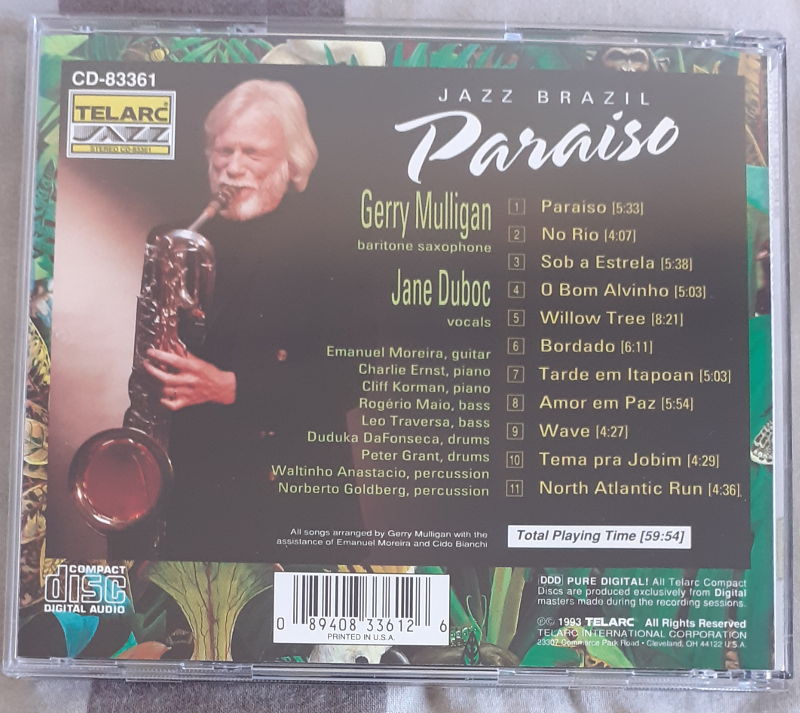 CD-83361
TELARC
JAZZ
STEREO CD-83361
JAZZ BRAZIL
Paraiso
Gerry Mulligan
baritone saxophone
Jane Duboc
vocals
Emanuel Moreira, guitar
Charlie Ernst, piano
Cliff Korman, piano
Rogério Maio, bass
Leo Traversa, bass
Duduka DaFonseca, drums
Peter Grant, drums
Waltinho Anastacio, percussion
Norberto Goldberg, percussion
All songs arranged by Gerry Mulligan with the
assistance of Emanuel Moreira and Cido Bianchi
1 Paraiso [5:33]
2 No Rio [4:07]
3 Sob a Estrela [5:38]
4 O Bom Alvinho [5:03]
5 Willow Tree [8:21]
6 Bordado [6:11]
7 Tarde em Itapoan [5:03]
8 Amor em Paz [5:54]
9 Wave [4:27]
10 Tema pra Jobim [4:29]
11 North Atlantic Run [4:36]
Total Playing Time [59:54]
COMPACT
disc
DIGITAL AUDIO
0 89408 33612 6
PRINTED IN U.S.A.
DDD PURE DIGITAL! All Telarc Compact
Discs are produced exclusively from Digital
masters made during the recording sessions.
℗© 1993 TELARC All Rights Reserved
TELARC INTERNATIONAL CORPORATION
23307 Commerce Park Road • Cleveland, OH 44122 U.S.A.